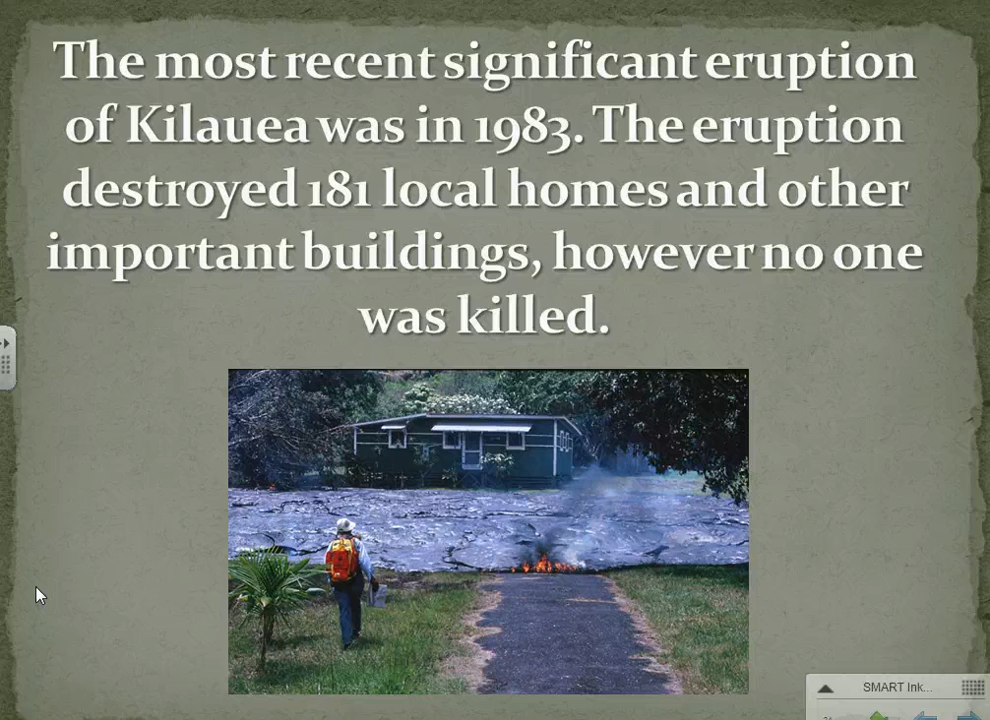 The most recent significant eruption
of Kilauea was in 1983. The eruption
destroyed 181 local homes and other
important buildings, however no one
was killed.
SMART Ink...